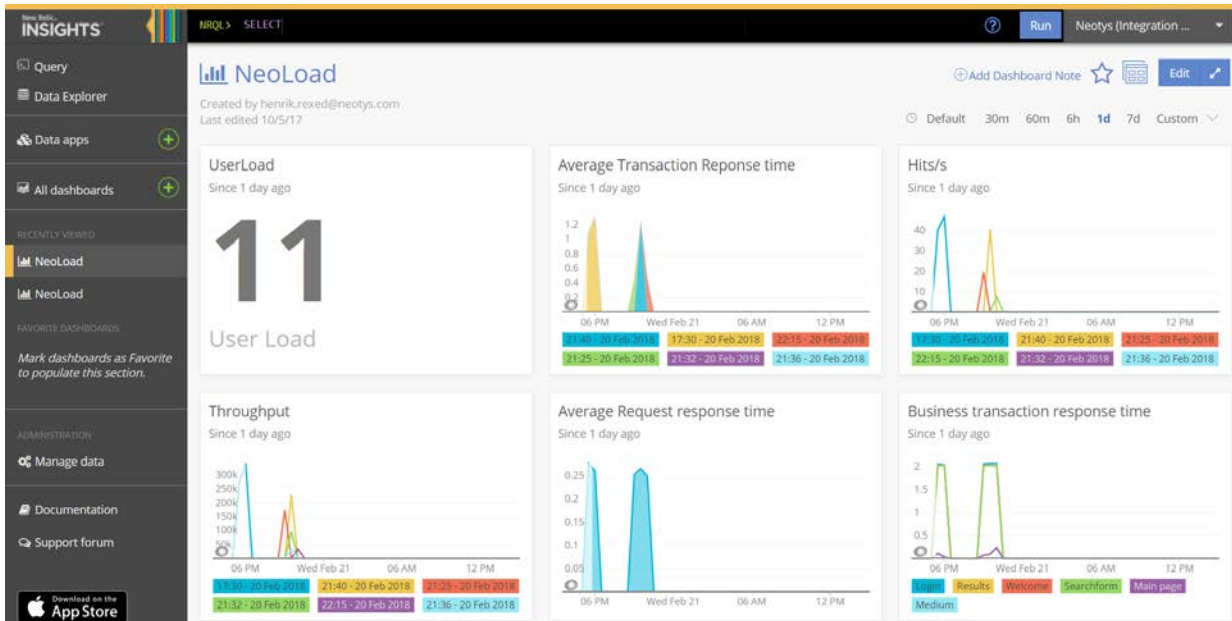 New Relic.
INSIGHTS
NRQL> SELECT
Run
Neotys (Integration ...
Query
Data Explorer
Data apps
All dashboards
RECENTLY VIEWED
NeoLoad
NeoLoad
FAVORITE DASHBOARDS
Mark dashboards as Favorite
to populate this section.
ADMINISTRATION
Manage data
Documentation
Support forum
Download on the
App Store
NeoLoad
Created by henrik.rexed@neotys.com
Last edited 10/5/17
Add Dashboard Note
Edit
Default 30m 60m 6h 1d 7d Custom
UserLoad
Since 1 day ago
11
User Load
Average Transaction Reponse time
Since 1 day ago
1.2
1
0.8
0.6
0.4
0.2
06 PM Wed Feb 21 06 AM 12 PM
21:40 - 20 Feb 2018 17:30 - 20 Feb 2018 22:15 - 20 Feb 2018
21:25 - 20 Feb 2018 21:32 - 20 Feb 2018 21:36 - 20 Feb 2018
Hits/s
Since 1 day ago
40
30
20
10
06 PM Wed Feb 21 06 AM 12 PM
17:30 - 20 Feb 2018 21:40 - 20 Feb 2018 21:25 - 20 Feb 2018
22:15 - 20 Feb 2018 21:32 - 20 Feb 2018 21:36 - 20 Feb 2018
Throughput
Since 1 day ago
300k
250k
200k
150k
100k
50k
06 PM Wed Feb 21 06 AM 12 PM
17:30 - 20 Feb 2018 21:40 - 20 Feb 2018 21:25 - 20 Feb 2018
21:32 - 20 Feb 2018 22:15 - 20 Feb 2018 21:36 - 20 Feb 2018
Average Request response time
Since 1 day ago
0.25
0.2
0.15
0.1
0.05
06 PM Wed Feb 21 06 AM 12 PM
Business transaction response time
Since 1 day ago
2
1.5
1
0.5
06 PM Wed Feb 21 06 AM 12 PM
Login Results Welcome Searchform Main page
Medium